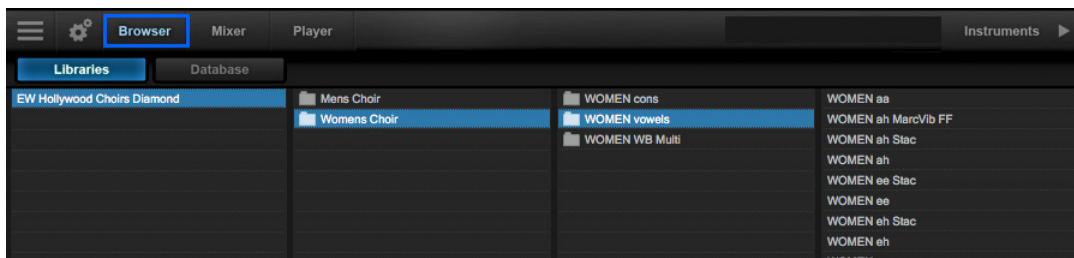 Browser Mixer Player Instruments
Libraries Database
EW Hollywood Choirs Diamond Mens Choir WOMEN cons WOMEN aa
Womens Choir WOMEN vowels WOMEN ah MarcVib FF
WOMEN WB Multi WOMEN ah Stac
WOMEN ah
WOMEN ee Stac
WOMEN ee
WOMEN eh Stac
WOMEN eh